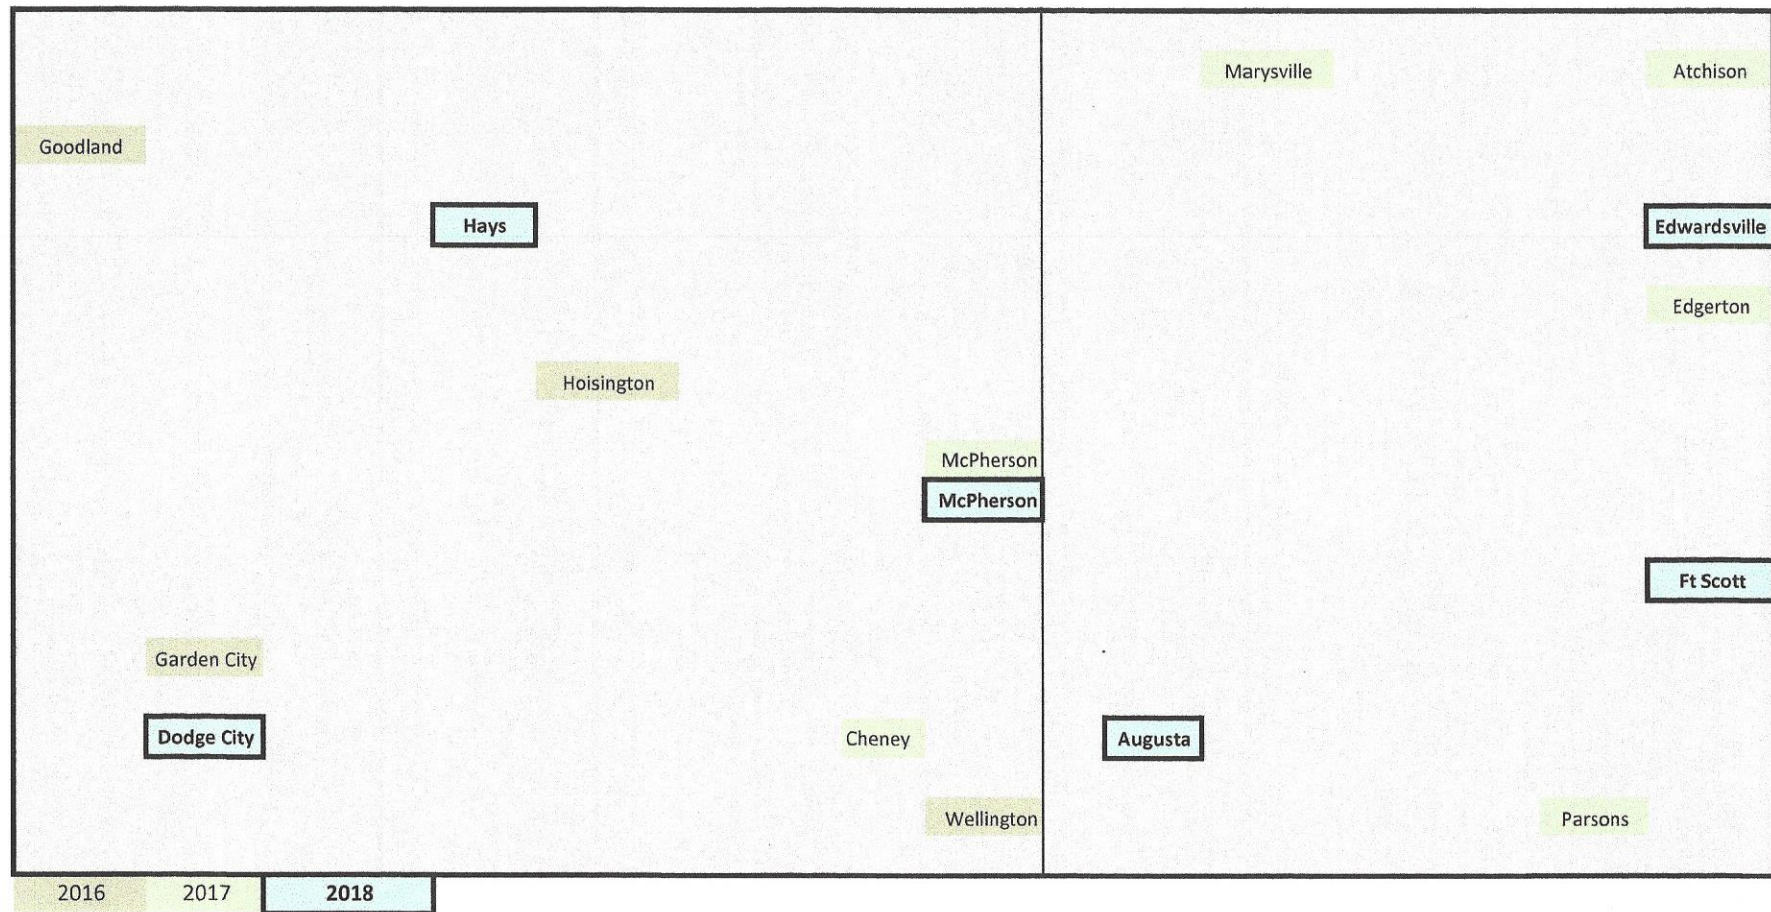 Marysville Atchison
Goodland
Hays Edwardsville
Edgerton
Hoisington
McPherson
McPherson
Ft Scott
Garden City
Dodge City Cheney Augusta
Wellington Parsons
2016 2017 2018